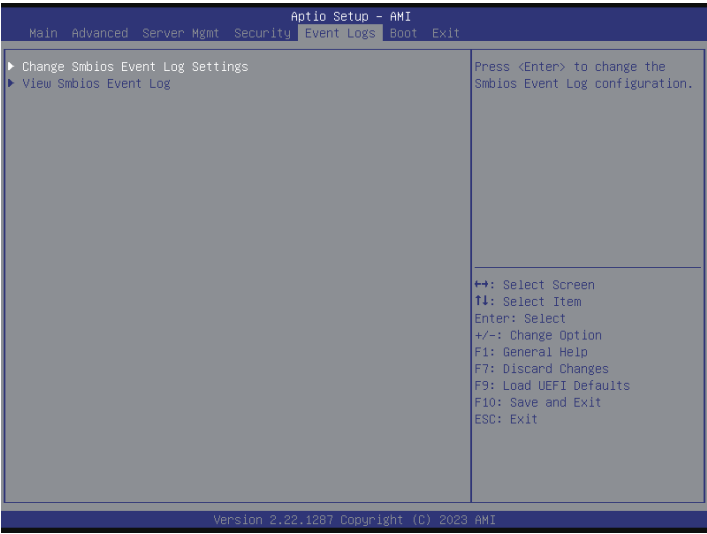 Aptio Setup – AMI
Main Advanced Server Mgmt Security Event Logs Boot Exit
Change Smbios Event Log Settings
View Smbios Event Log
Press <Enter> to change the
Smbios Event Log configuration.
↔: Select Screen
↑↓: Select Item
Enter: Select
+/-: Change Option
F1: General Help
F7: Discard Changes
F9: Load UEFI Defaults
F10: Save and Exit
ESC: Exit
Version 2.22.1287 Copyright (C) 2023 AMI